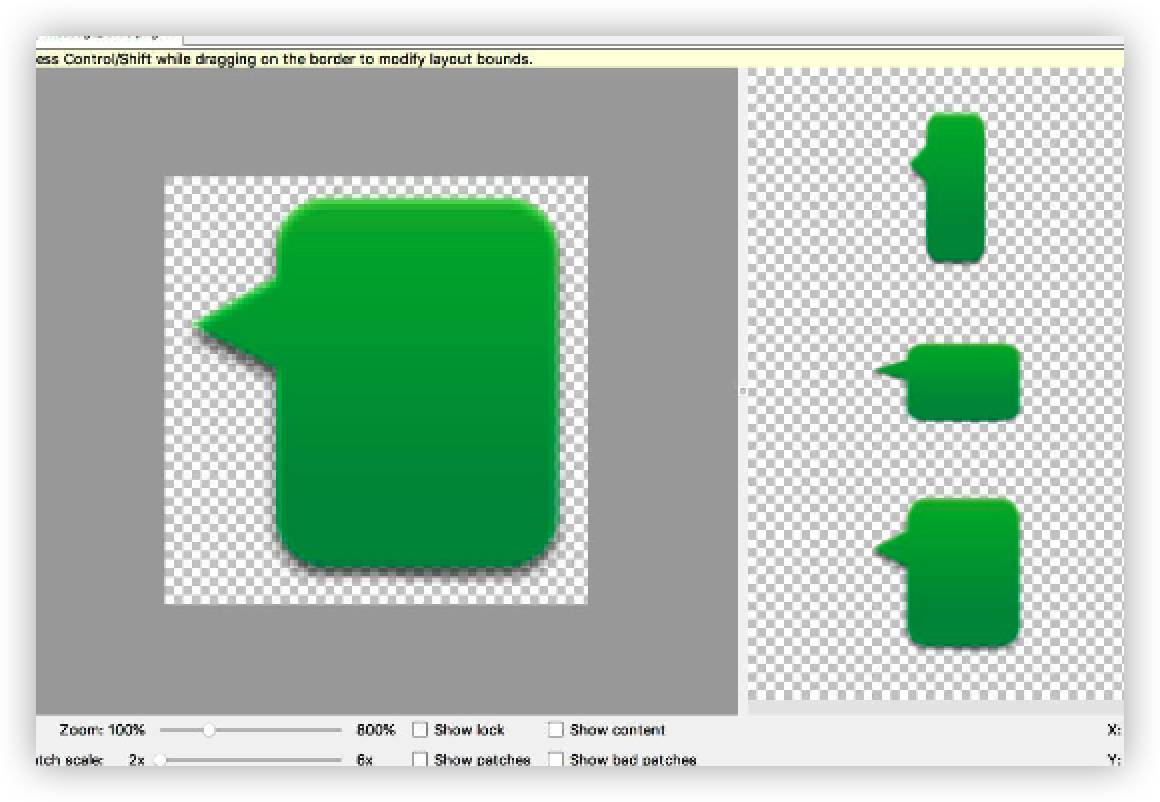 ess Control/Shift while dragging on the border to modify layout bounds.
Zoom: 100% 800% Show lock Show content X:
tch scale: 2x 6x Show patches Show bad patches Y: